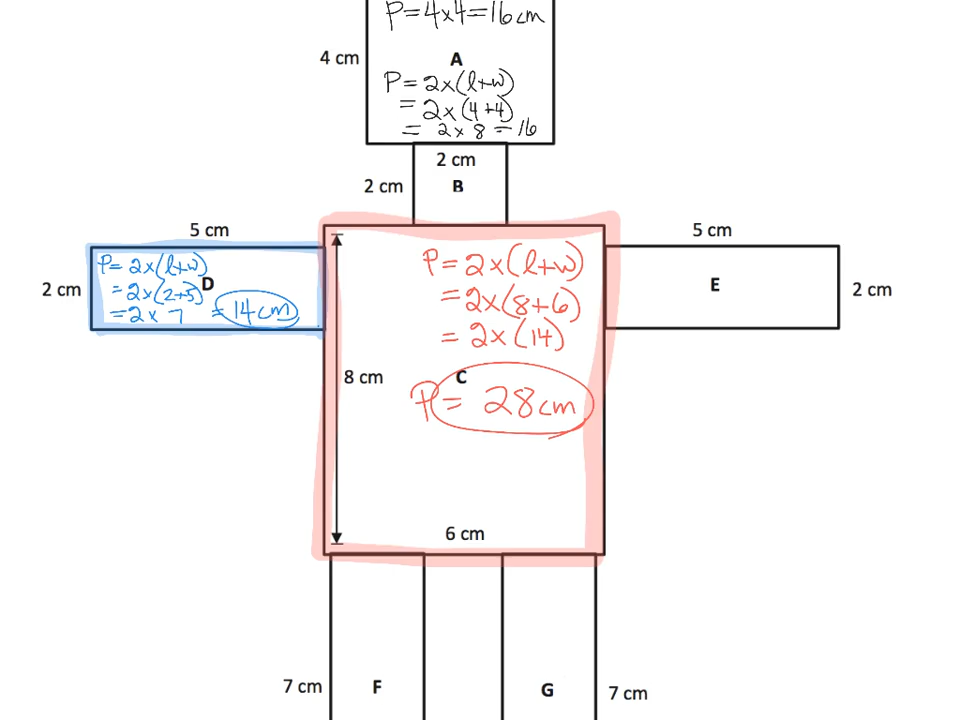 P=4x4=16cm
4 cm
A
P=2x(l+w)
=2x(4+4)
= 2x8=16
2 cm
2 cm
B
5 cm
5 cm
P=2x(l+w)
D
=2x(2+5)
=2x 7 =14cm
2 cm
P=2x(l+w)
=2x(8+6)
=2x(14)
E
2 cm
8 cm
C
P= 28cm
6 cm
7 cm
F
G
7 cm